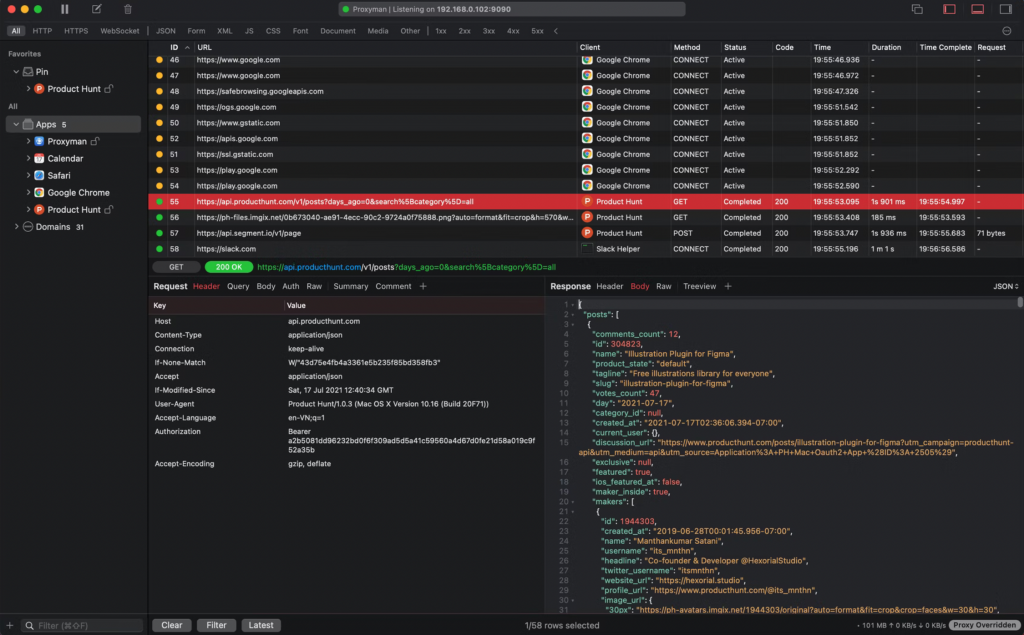 Proxyman | Listening on 192.168.0.102:9090
All HTTP HTTPS WebSocket JSON Form XML JS CSS Font Document Media Other 1xx 2xx 3xx 4xx 5xx
Favorites
Pin
Product Hunt
All
Apps 5
Proxyman
Calendar
Safari
Google Chrome
Product Hunt
Domains 31
ID URL Client Method Status Code Time Duration Time Complete Request
46 https://www.google.com Google Chrome CONNECT Active 19:55:46.936 -
47 https://www.google.com Google Chrome CONNECT Active 19:55:46.972 -
48 https://safebrowsing.googleapis.com Google Chrome CONNECT Active 19:55:47.326 -
49 https://ogs.google.com Google Chrome CONNECT Active 19:55:51.542 -
50 https://www.gstatic.com Google Chrome CONNECT Active 19:55:51.850 -
52 https://apis.google.com Google Chrome CONNECT Active 19:55:51.852 -
51 https://ssl.gstatic.com Google Chrome CONNECT Active 19:55:51.852 -
53 https://play.google.com Google Chrome CONNECT Active 19:55:52.292 -
54 https://play.google.com Google Chrome CONNECT Active 19:55:52.590 -
55 https://api.producthunt.com/v1/posts?days_ago=0&search%5Bcategory%5D=all Product Hunt GET Completed 200 19:55:53.095 1s 901 ms 19:55:54.997 -
56 https://ph-files.imgix.net/0b673040-ae91-4ecc-90c2-9724a0f75888.png?auto=format&fit=crop&h=570&w... Product Hunt GET Completed 200 19:55:53.408 185 ms 19:55:53.593 -
57 https://api.segment.io/v1/page Product Hunt POST Completed 200 19:55:53.747 1s 936 ms 19:55:55.683 71 bytes
58 https://slack.com Slack Helper CONNECT Completed 200 19:55:55.196 1 m 1 s 19:56:56.586 -
GET 200 OK https://api.producthunt.com/v1/posts?days_ago=0&search%5Bcategory%5D=all
Request Header Query Body Auth Raw Summary Comment +
Key Value
Host api.producthunt.com
Content-Type application/json
Connection keep-alive
If-None-Match W/"43d75e4fb4a3361e5b235f85bd358fb3"
Accept application/json
If-Modified-Since Sat, 17 Jul 2021 12:40:34 GMT
User-Agent Product Hunt/1.0.3 (Mac OS X Version 10.16 (Build 20F71))
Accept-Language en-VN;q=1
Authorization Bearer
a2b5081dd96232bd0f6f309ad5d5a41c59560a4d67d0fe21d58a019c9f
52a35b
Accept-Encoding gzip, deflate
Response Header Body Raw Treeview + JSON
1 {
2 "posts": [
3 {
4 "comments_count": 12,
5 "id": 304823,
6 "name": "Illustration Plugin for Figma",
7 "product_state": "default",
8 "tagline": "Free illustrations library for everyone",
9 "slug": "illustration-plugin-for-figma",
10 "votes_count": 47,
11 "day": "2021-07-17",
12 "category_id": null,
13 "created_at": "2021-07-17T02:36:06.394-07:00",
14 "current_user": {},
15 "discussion_url": "https://www.producthunt.com/posts/illustration-plugin-for-figma?utm_campaign=producthunt-
api&utm_medium=api&utm_source=Application%3A+PH+Mac+Oauth2+App+%28ID%3A+2505%29",
16 "exclusive": null,
17 "featured": true,
18 "ios_featured_at": false,
19 "maker_inside": true,
20 "makers": [
21 {
22 "id": 1944303,
23 "created_at": "2019-06-28T00:01:45.956-07:00",
24 "name": "Manthankumar Satani",
25 "username": "its_mnthn",
26 "headline": "Co-founder & Developer @HexorialStudio",
27 "twitter_username": "itsmnthn",
28 "website_url": "https://hexorial.studio",
29 "profile_url": "https://www.producthunt.com/@its_mnthn",
30 "image_url": {
31 "30px": "https://ph-avatars.imgix.net/1944303/original?auto=format&fit=crop&crop=faces&w=30&h=30",
+ Filter (⌘⇧F) Clear Filter Latest 1/58 rows selected • 101 MB ↑ 0 KB/s ↓ 0 KB/s Proxy Overridden